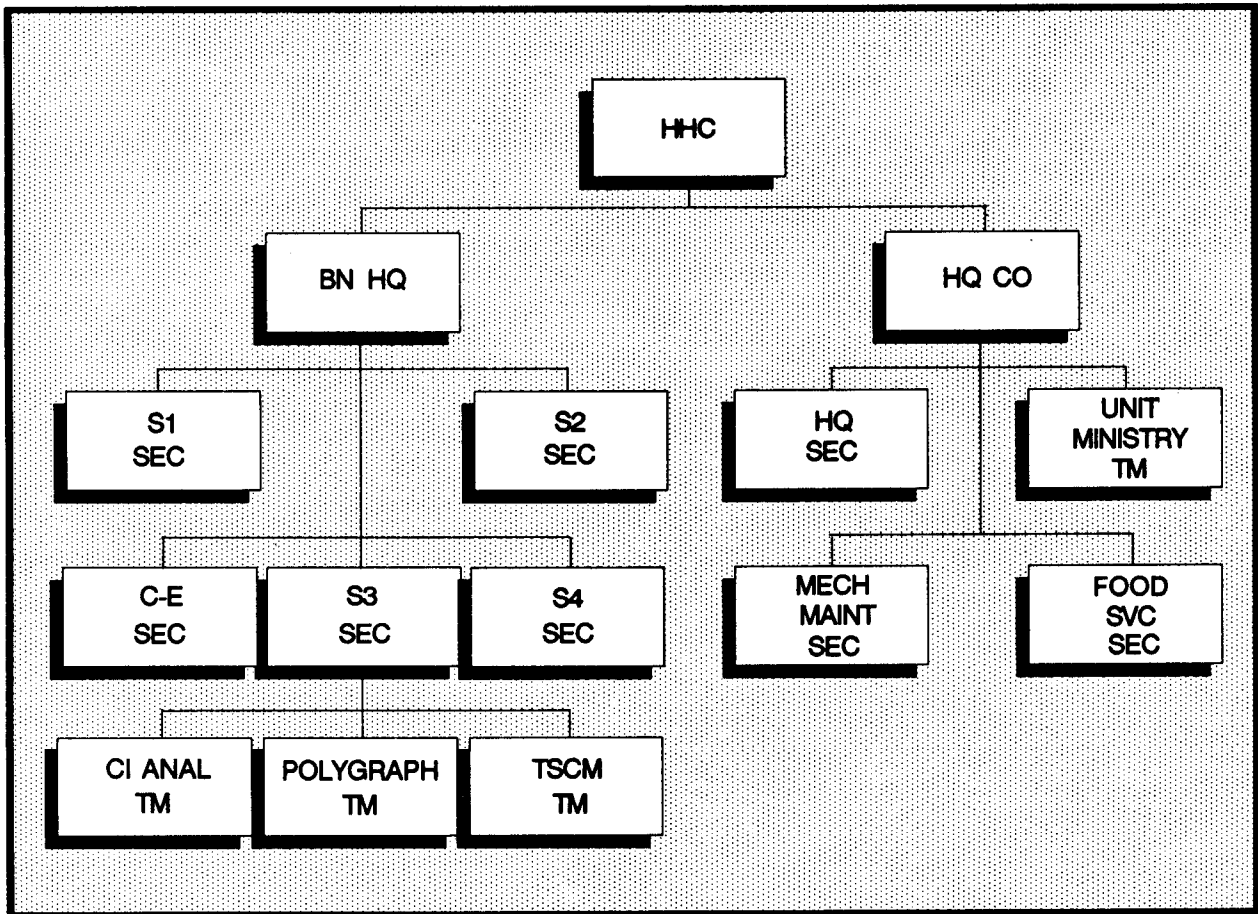 HHC
BN HQ
HQ CO
S1
SEC
S2
SEC
HQ
SEC
UNIT
MINISTRY
TM
C-E
SEC
S3
SEC
S4
SEC
MECH
MAINT
SEC
FOOD
SVC
SEC
CI ANAL
TM
POLYGRAPH
TM
TSCM
TM